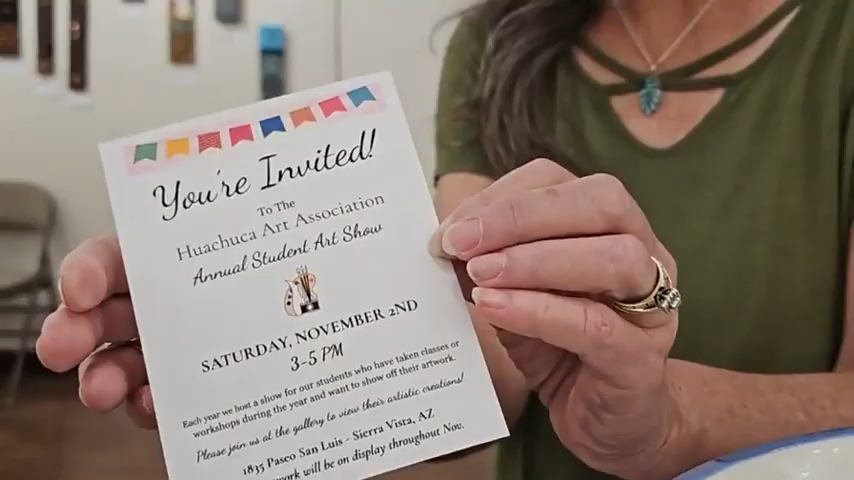 You're Invited!
To The
Huachuca Art Association
Annual Student Art Show
SATURDAY, NOVEMBER 2ND
3-5 PM
Each year we host a show for our students who have taken classes or
workshops during the year and want to show off their artwork.
Please join us at the gallery to view their artistic creations!
1835 Paseo San Luis - Sierra Vista, AZ
work will be on display throughout Nov.